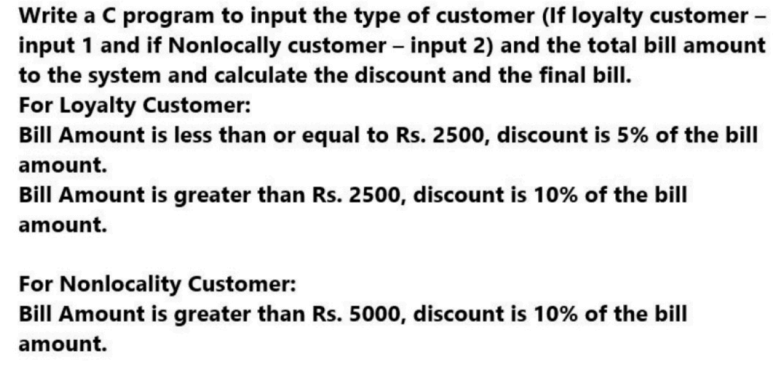 Write a C program to input the type of customer (If loyalty customer –
input 1 and if Nonlocally customer – input 2) and the total bill amount
to the system and calculate the discount and the final bill.
For Loyalty Customer:
Bill Amount is less than or equal to Rs. 2500, discount is 5% of the bill
amount.
Bill Amount is greater than Rs. 2500, discount is 10% of the bill
amount.
For Nonlocality Customer:
Bill Amount is greater than Rs. 5000, discount is 10% of the bill
amount.